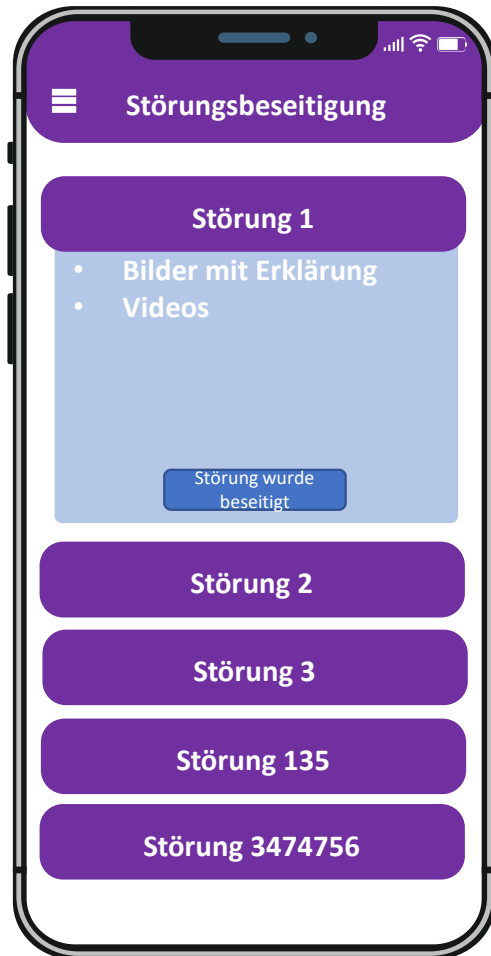 Störungsbeseitigung
Störung 1
• Bilder mit Erklärung
• Videos
Störung wurde
beseitigt
Störung 2
Störung 3
Störung 135
Störung 3474756